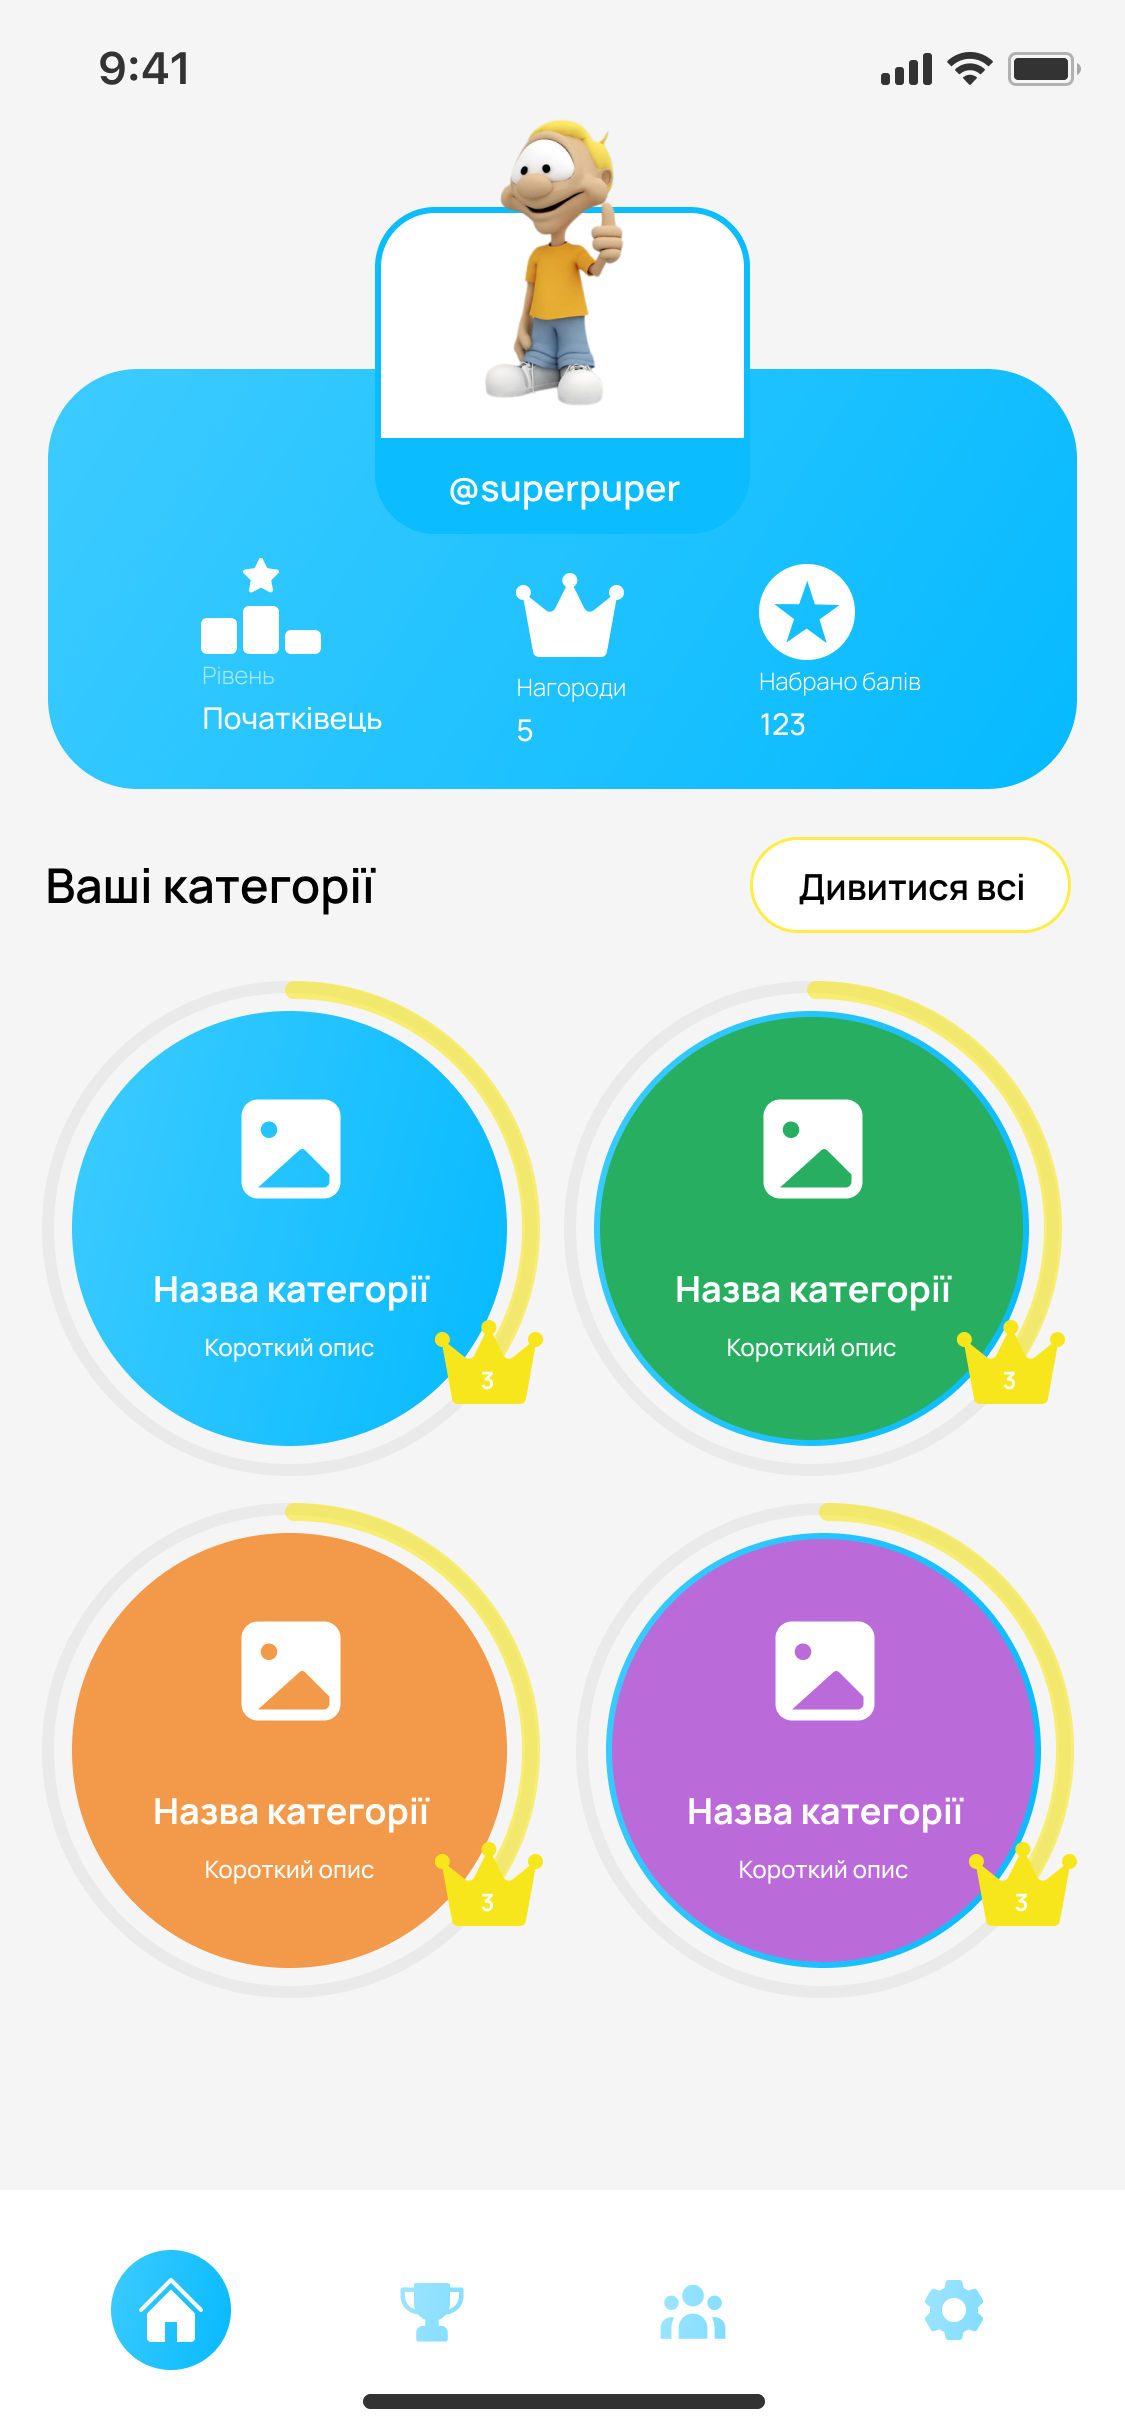 9:41
@superpuper
Рівень
Початківець
Нагороди
5
Набрано балів
123
Ваші категорії
Дивитися всі
Назва категорії
Короткий опис
3
Назва категорії
Короткий опис
3
Назва категорії
Короткий опис
3
Назва категорії
Короткий опис
3